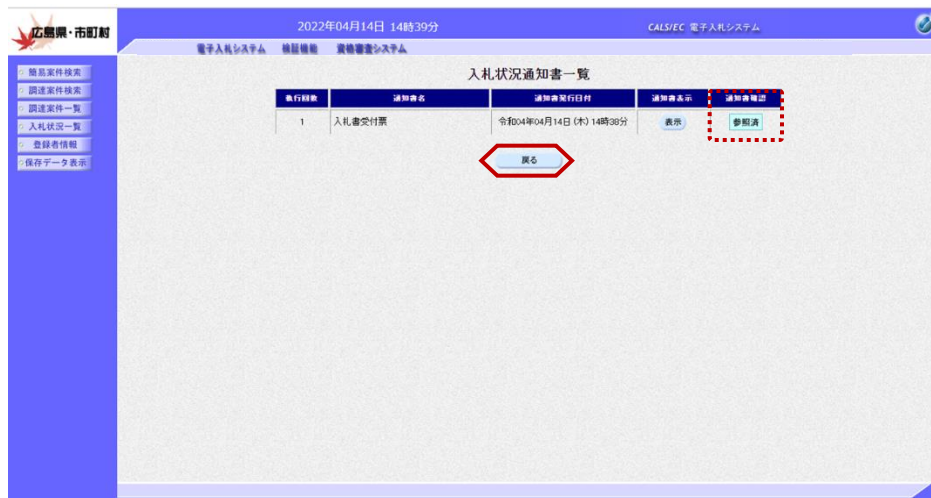 広島県・市町村
2022年04月14日 14時39分
CALS/EC 電子入札システム
電子入札システム 検証機能 資格審査システム
簡易案件検索
調達案件検索
調達案件一覧
入札状況一覧
登録者情報
保存データ表示
入札状況通知書一覧
執行回数 通知書名 通知書発行日付 通知書表示 通知書確認
1 入札書受付票 令和04年04月14日 (木) 14時38分 表示 参照済
戻る